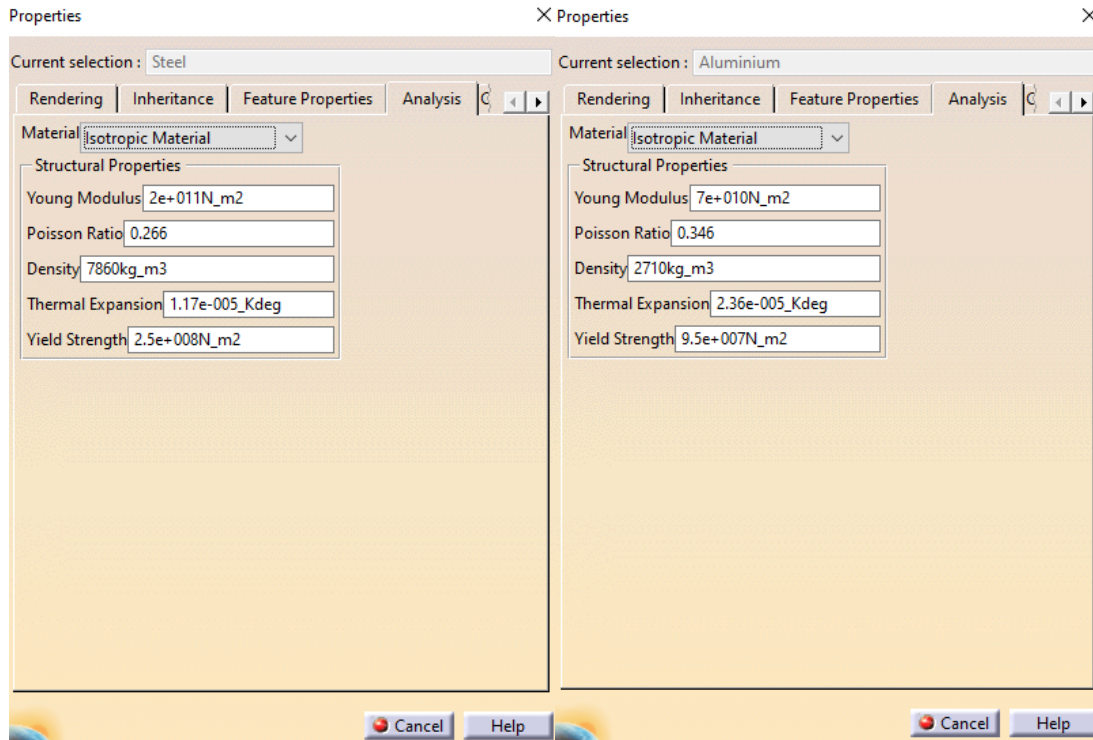 Properties
Current selection : Steel
Rendering Inheritance Feature Properties Analysis
Material Isotropic Material
Structural Properties
Young Modulus 2e+011N_m2
Poisson Ratio 0.266
Density 7860kg_m3
Thermal Expansion 1.17e-005_Kdeg
Yield Strength 2.5e+008N_m2
Cancel Help
Properties
Current selection : Aluminium
Rendering Inheritance Feature Properties Analysis
Material Isotropic Material
Structural Properties
Young Modulus 7e+010N_m2
Poisson Ratio 0.346
Density 2710kg_m3
Thermal Expansion 2.36e-005_Kdeg
Yield Strength 9.5e+007N_m2
Cancel Help